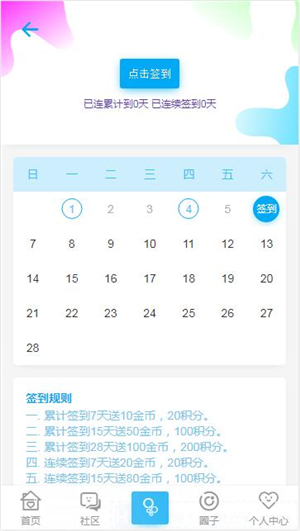 点击签到
已连累计到0天 已连续签到0天
日 一 二 三 四 五 六
1 2 3 4 5 签到
7 8 9 10 11 12 13
14 15 16 17 18 19 20
21 22 23 24 25 26 27
28
签到规则
一. 累计签到7天送10金币，20积分。
二. 累计签到15天送50金币，100积分。
三. 累计签到28天送100金币，200积分。
四. 连续签到7天送20金币，20积分。
五. 连续签到15天送80金币，100积分。
首页 社区 圈子 个人中心